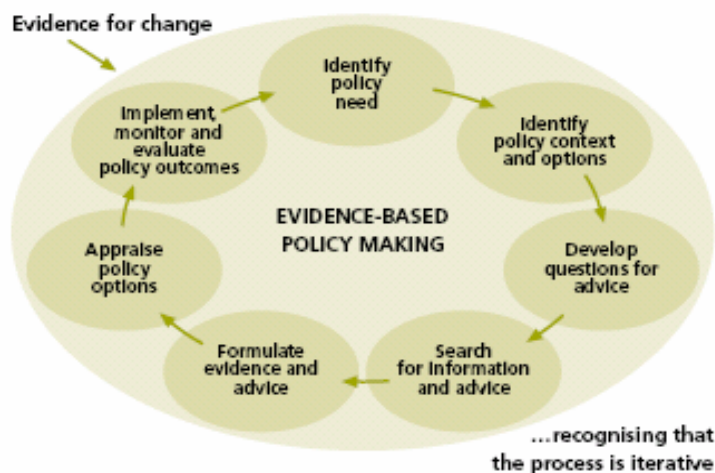 Evidence for change
Identify
policy
need
Identify
policy context
and options
Develop
questions for
advice
Search
for information
and advice
Formulate
evidence and
advice
Appraise
policy
options
Implement,
monitor and
evaluate
policy outcomes
EVIDENCE-BASED
POLICY MAKING
...recognising that
the process is iterative